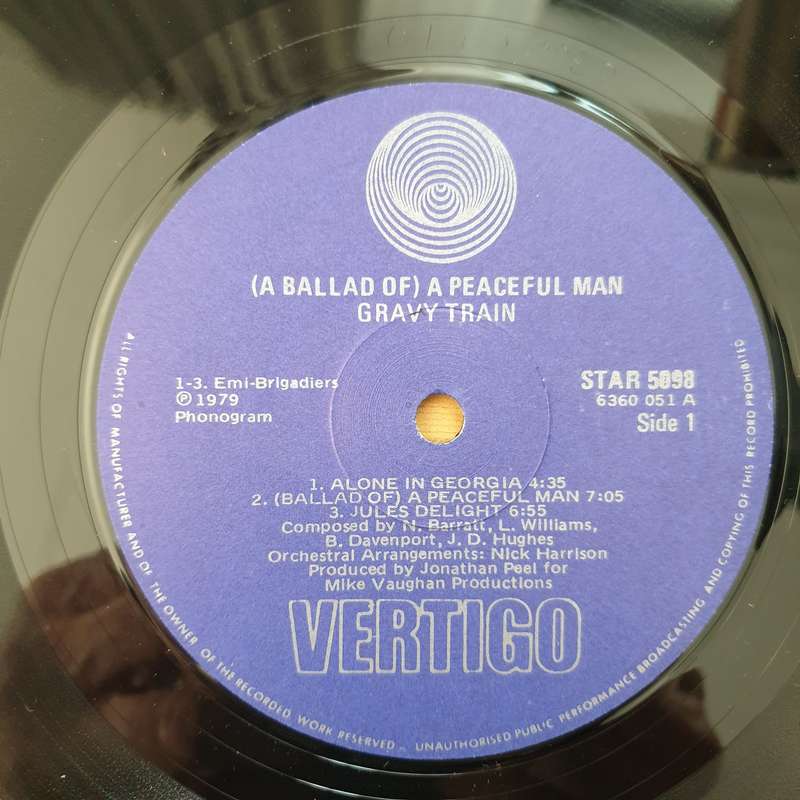 (A BALLAD OF) A PEACEFUL MAN
GRAVY TRAIN
1-3. Emi-Brigadiers
℗ 1979
Phonogram
STAR 5098
6360 051 A
Side 1
1. ALONE IN GEORGIA 4:35
2. (BALLAD OF) A PEACEFUL MAN 7:05
3. JULES DELIGHT 6:55
Composed by N. Barratt, L. Williams,
B. Davenport, J. D. Hughes
Orchestral Arrangements: Nick Harrison
Produced by Jonathan Peel for
Mike Vaughan Productions
VERTIGO
ALL RIGHTS OF MANUFACTURER AND OF THE OWNER OF THE RECORDED WORK RESERVED - UNAUTHORISED PUBLIC PERFORMANCE BROADCASTING AND COPYING OF THIS RECORD PROHIBITED